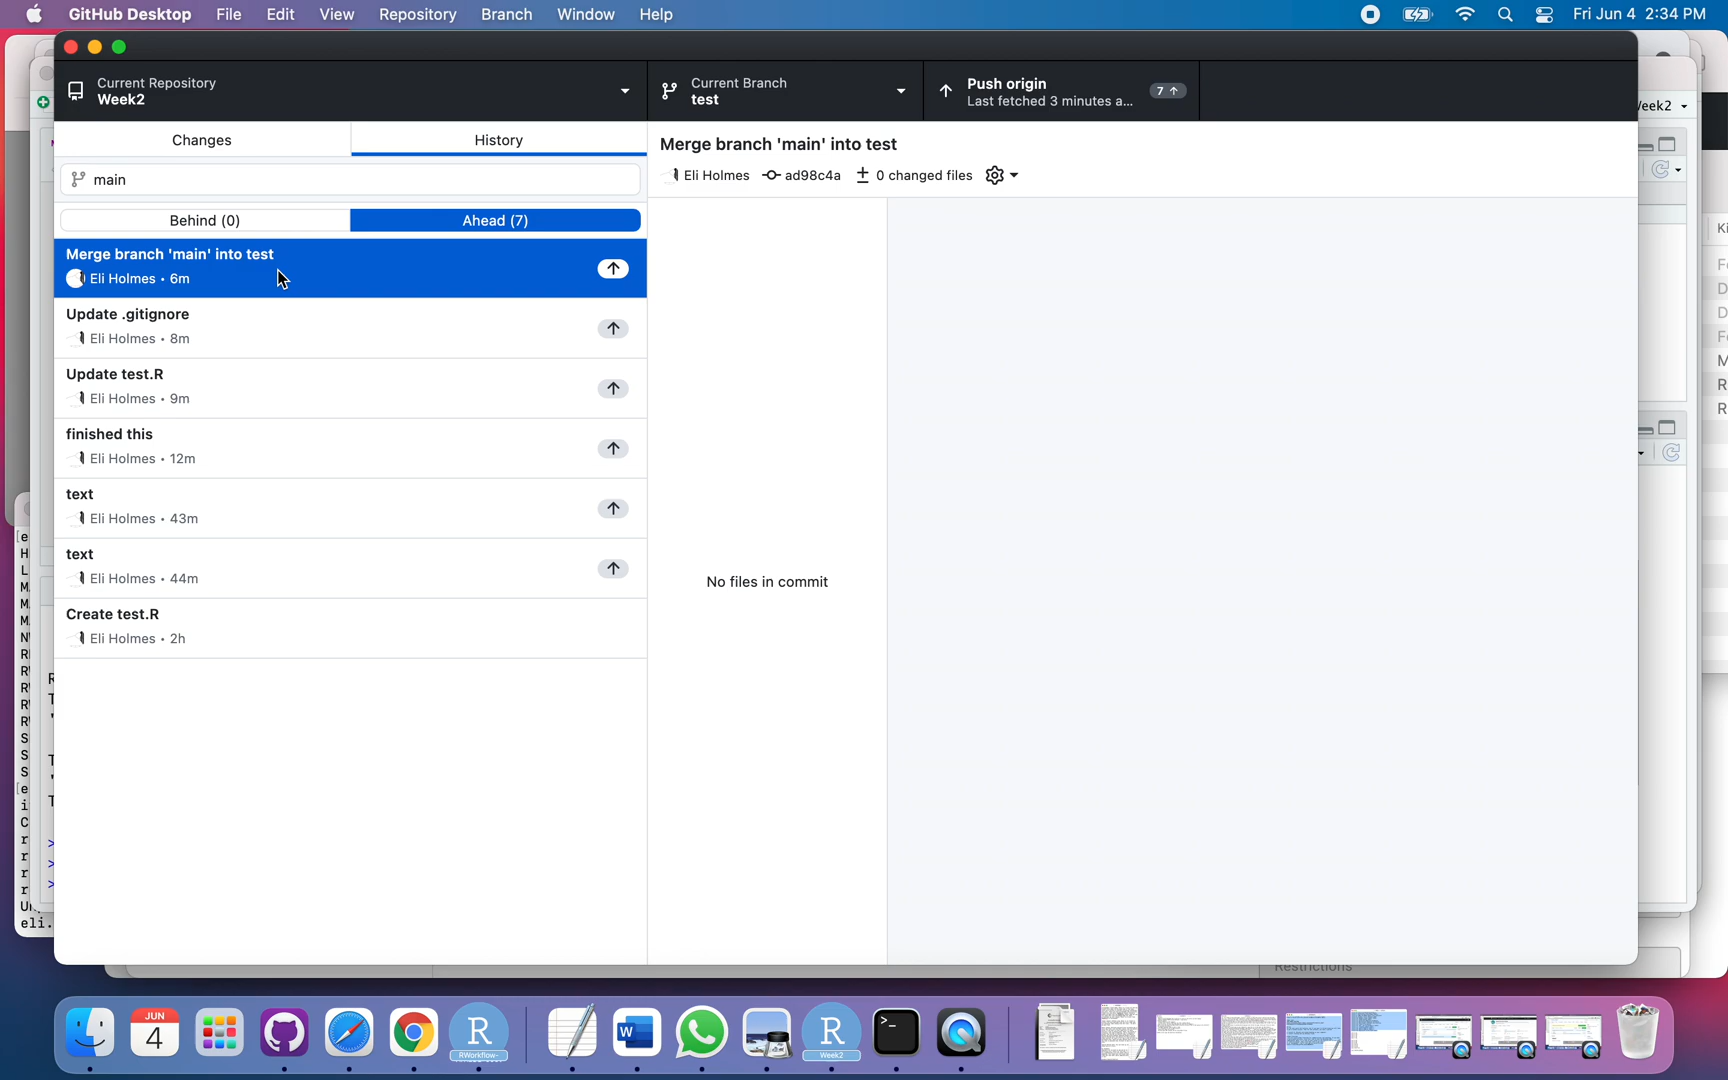 GitHub Desktop File Edit View Repository Branch Window Help Fri Jun 4 2:34 PM
Current Repository
Week2
Current Branch
test
Push origin
Last fetched 3 minutes a...
7
Changes
History
main
Behind (0)
Ahead (7)
Merge branch 'main' into test
Eli Holmes • 6m
Update .gitignore
Eli Holmes • 8m
Update test.R
Eli Holmes • 9m
finished this
Eli Holmes • 12m
text
Eli Holmes • 43m
text
Eli Holmes • 44m
Create test.R
Eli Holmes • 2h
Merge branch 'main' into test
Eli Holmes ad98c4a 0 changed files
No files in commit
Restrictions
eli.
JUN
4
R
RWorkflow-
W
R
Week2
>_